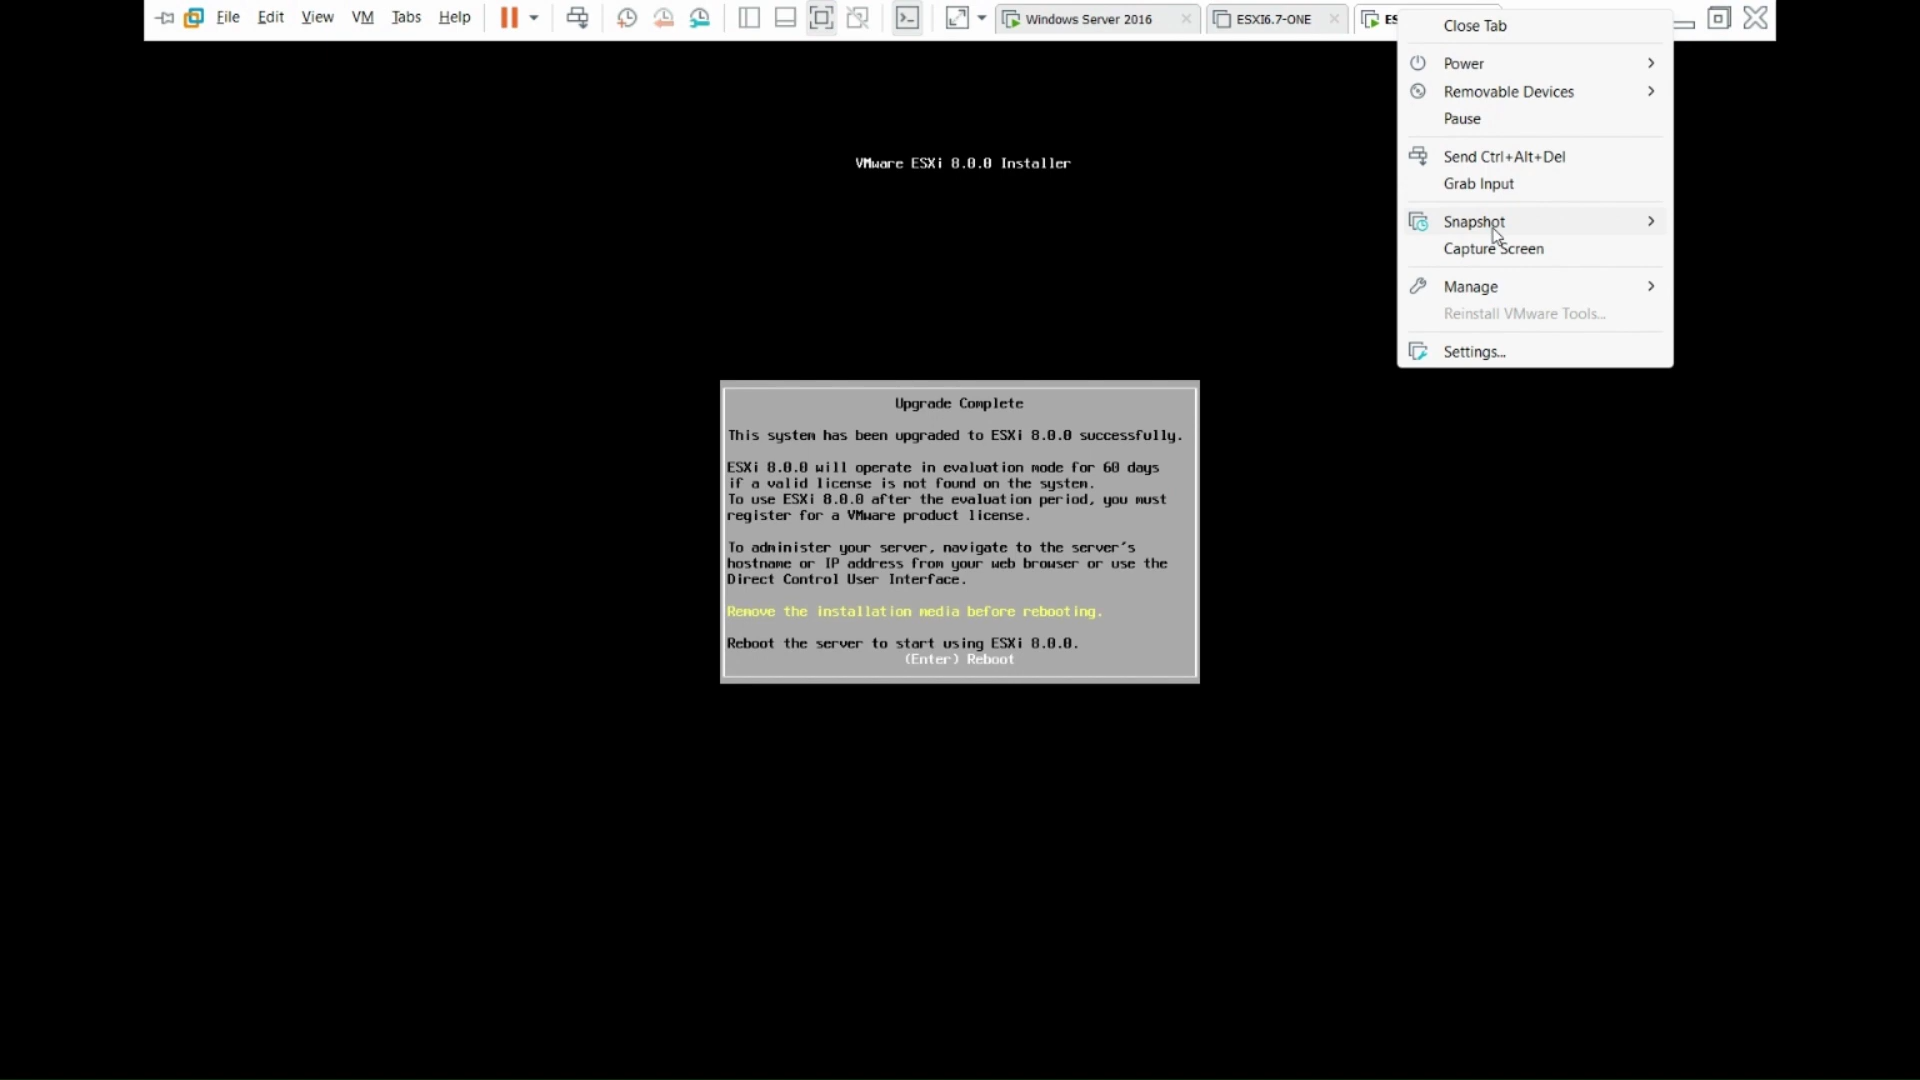 File Edit View VM Tabs Help Windows Server 2016 ESXI6.7-ONE
Close Tab
Power
Removable Devices
Pause
Send Ctrl+Alt+Del
Grab Input
Snapshot
Capture Screen
Manage
Reinstall VMware Tools...
Settings...
VMware ESXi 8.0.0 Installer
Upgrade Complete
This system has been upgraded to ESXi 8.0.0 successfully.
ESXi 8.0.0 will operate in evaluation mode for 60 days
if a valid license is not found on the system.
To use ESXi 8.0.0 after the evaluation period, you must
register for a VMware product license.
To administer your server, navigate to the server's
hostname or IP address from your web browser or use the
Direct Control User Interface.
Remove the installation media before rebooting.
Reboot the server to start using ESXi 8.0.0.
(Enter) Reboot